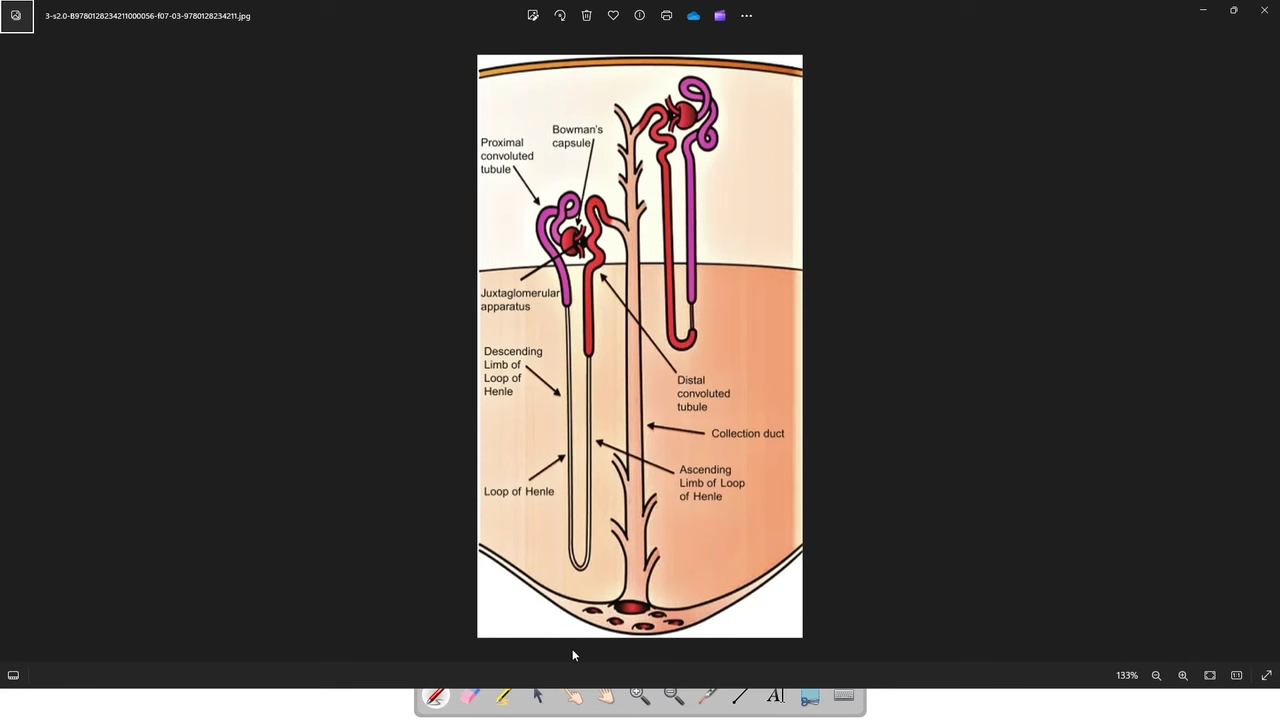 3-s2.0-B9780128234211000056-f07-03-9780128234211.jpg
Bowman's
capsule
Proximal
convoluted
tubule
Juxtaglomerular
apparatus
Descending
Limb of
Loop of
Henle
Distal
convoluted
tubule
Collection duct
Ascending
Limb of Loop
of Henle
Loop of Henle
133%